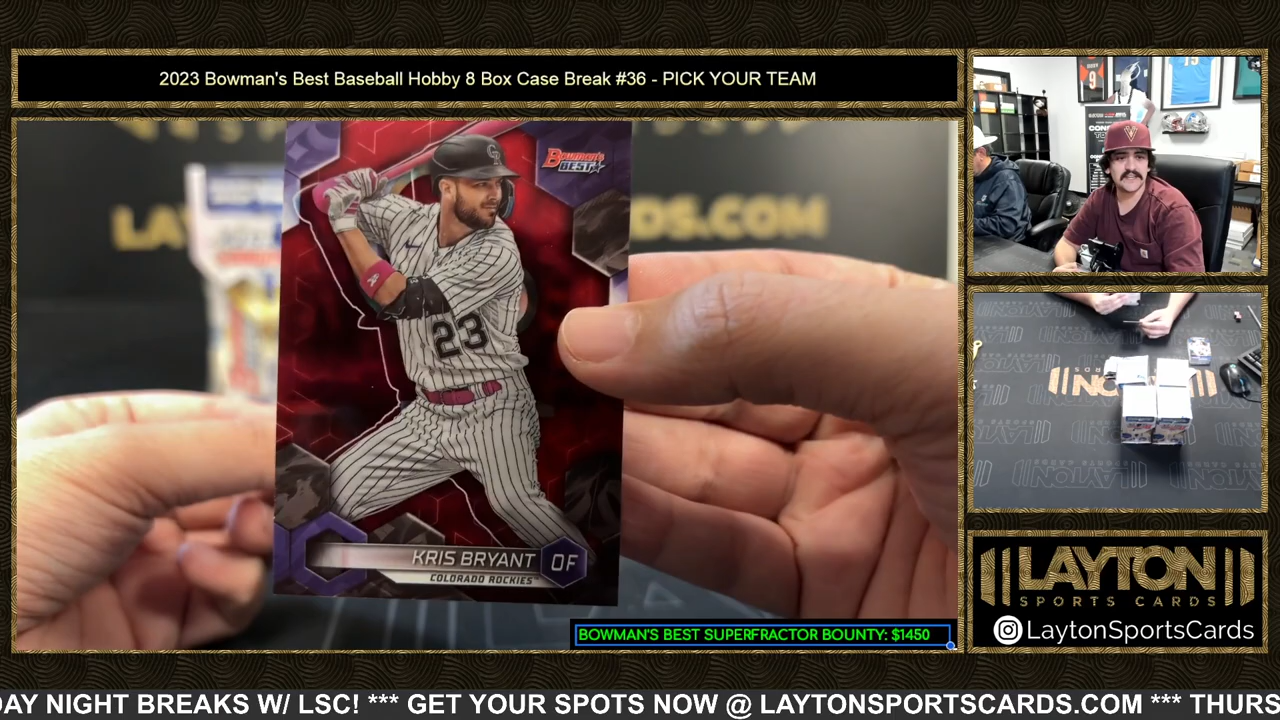 2023 Bowman's Best Baseball Hobby 8 Box Case Break #36 - PICK YOUR TEAM
Bowman's
BEST
CR
23
KRIS BRYANT OF
COLORADO ROCKIES
BOWMAN'S BEST SUPERFRACTOR BOUNTY: $1450
LAYTON
SPORTS CARDS
LaytonSportsCards
DAY NIGHT BREAKS W/ LSC! *** GET YOUR SPOTS NOW @ LAYTONSPORTSCARDS.COM *** THURS